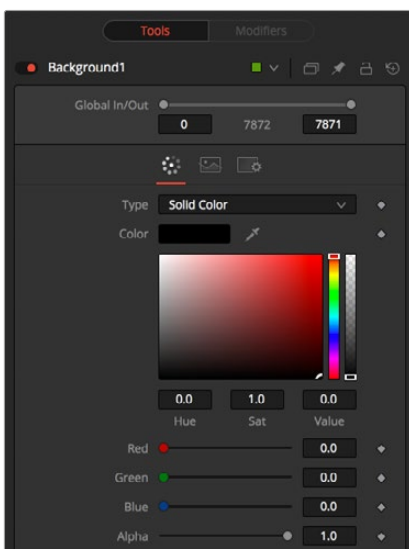 Tools Modifiers
Background1
Global In/Out
0 7872 7871
Type Solid Color
Color
0.0 1.0 0.0
Hue Sat Value
Red 0.0
Green 0.0
Blue 0.0
Alpha 1.0